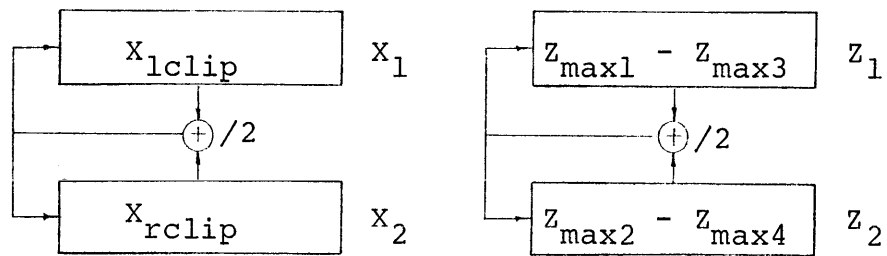 X_lclip X_1
+ /2
X_rclip X_2
Z_max1 - Z_max3 Z_1
+ /2
Z_max2 - Z_max4 Z_2